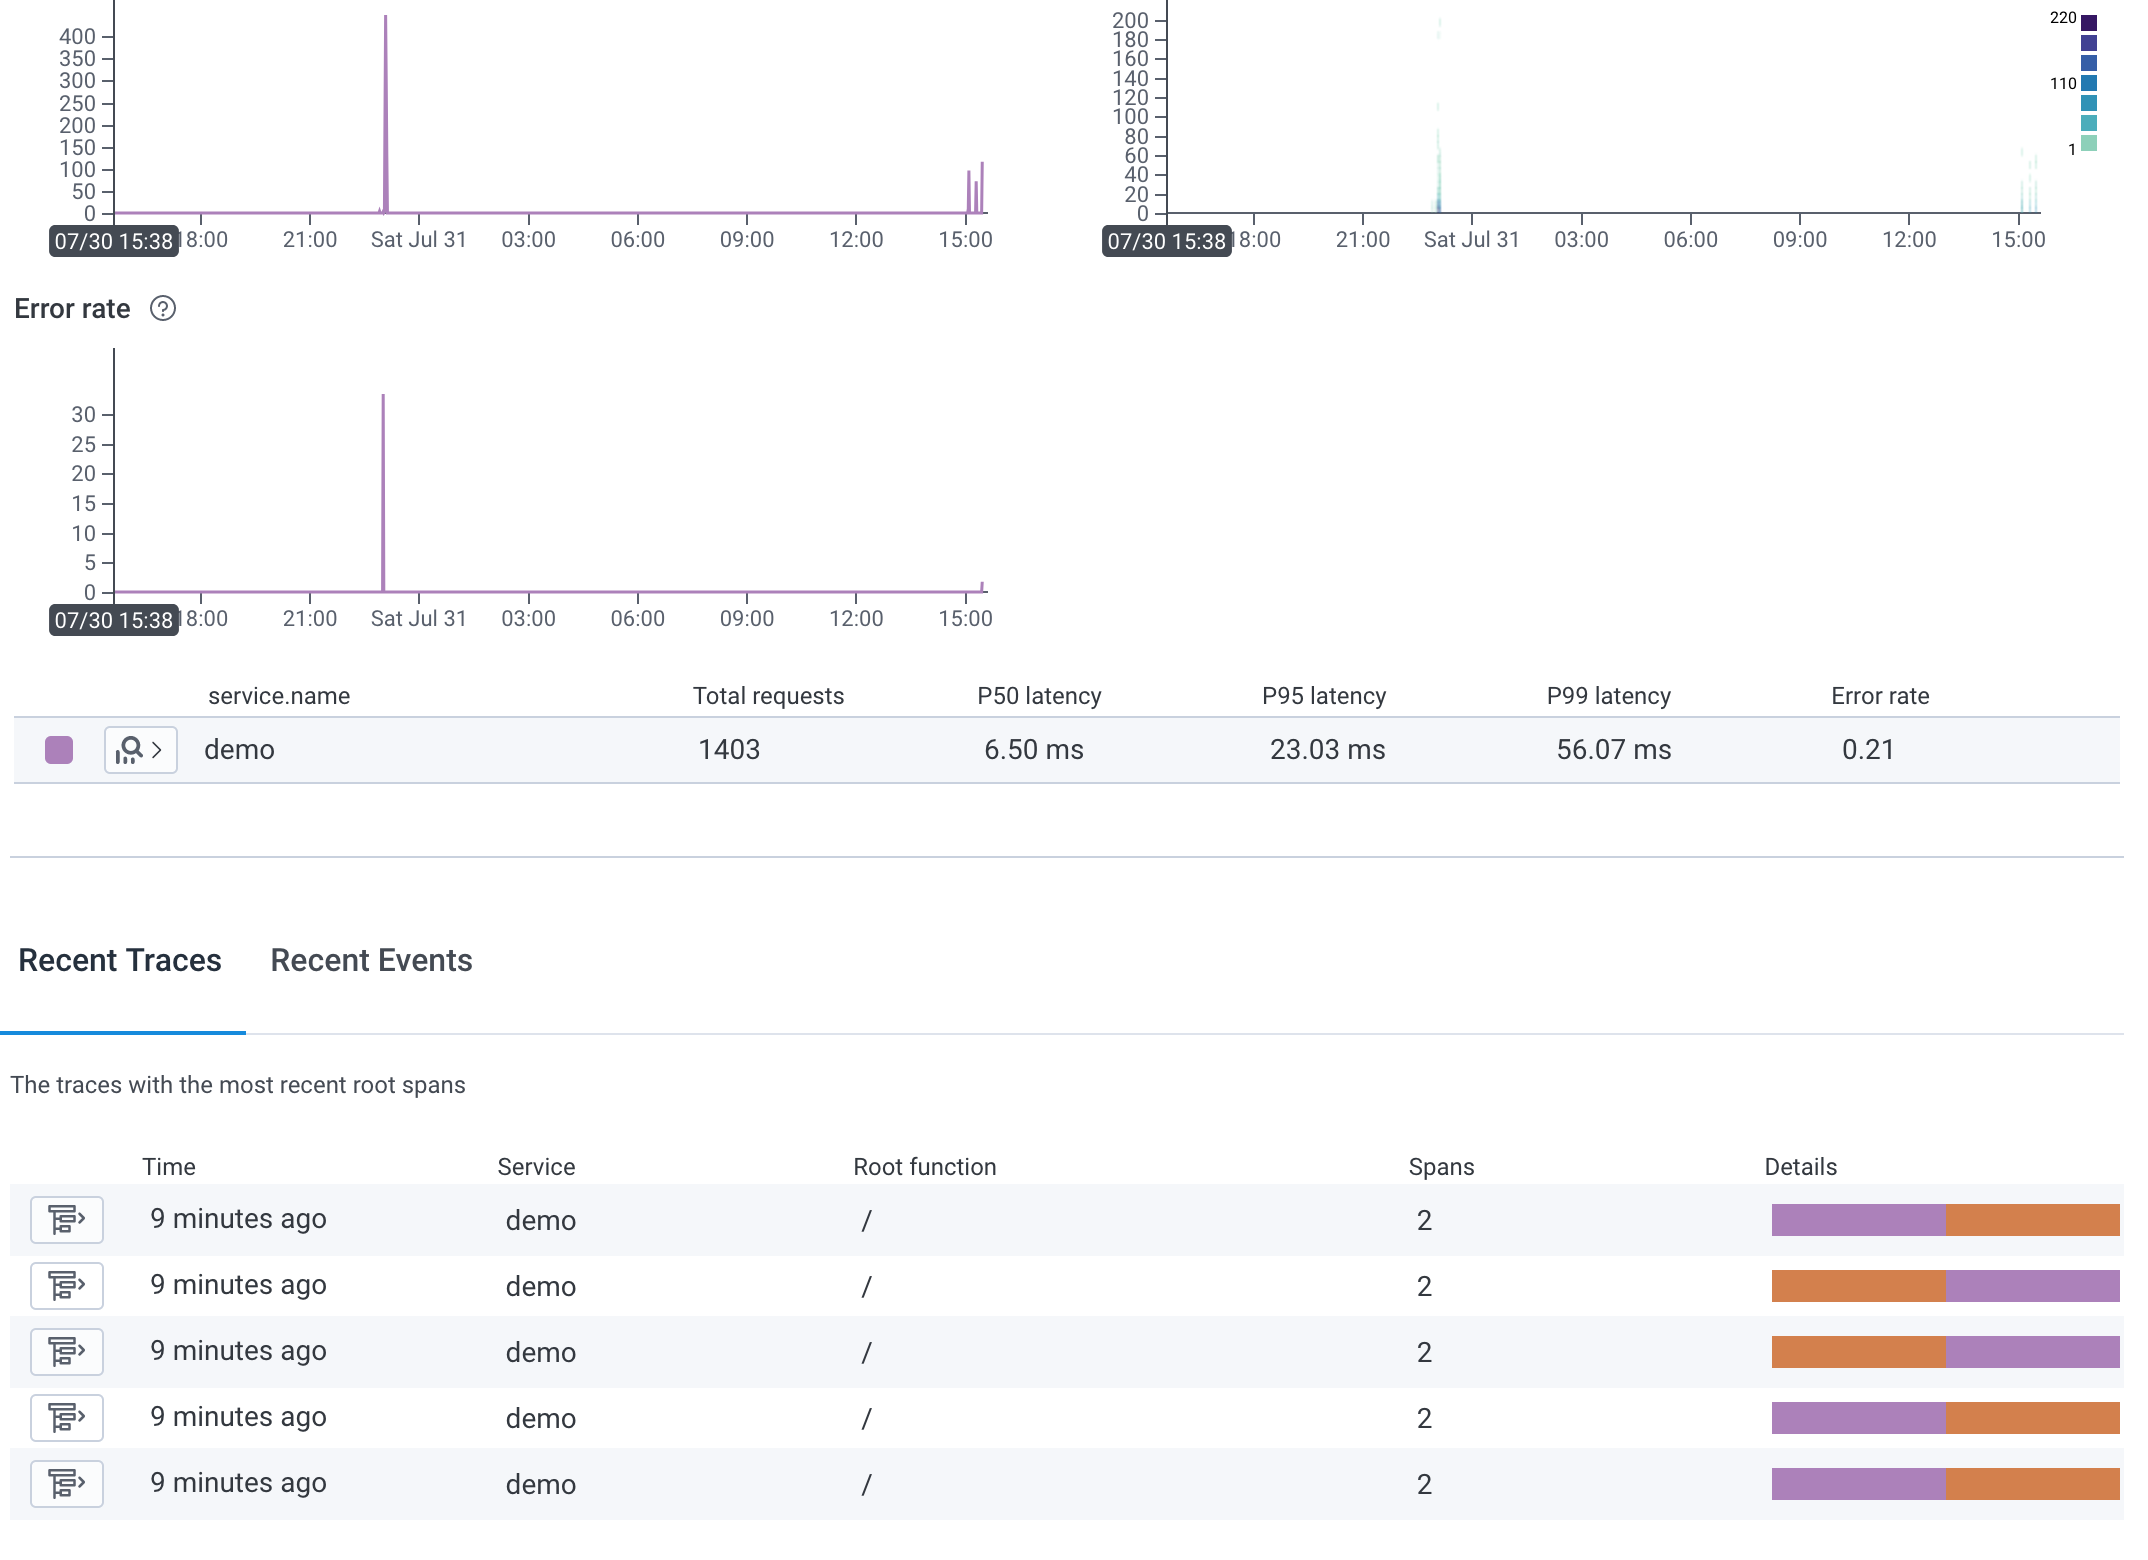 400
350
300
250
200
150
100
50
0
07/30 15:38 18:00 21:00 Sat Jul 31 03:00 06:00 09:00 12:00 15:00
200
180
160
140
120
100
80
60
40
20
0
07/30 15:38 18:00 21:00 Sat Jul 31 03:00 06:00 09:00 12:00 15:00
220
110
1
Error rate ?
30
25
20
15
10
5
0
07/30 15:38 18:00 21:00 Sat Jul 31 03:00 06:00 09:00 12:00 15:00
service.name Total requests P50 latency P95 latency P99 latency Error rate
demo 1403 6.50 ms 23.03 ms 56.07 ms 0.21
Recent Traces Recent Events
The traces with the most recent root spans
Time Service Root function Spans Details
9 minutes ago demo / 2
9 minutes ago demo / 2
9 minutes ago demo / 2
9 minutes ago demo / 2
9 minutes ago demo / 2